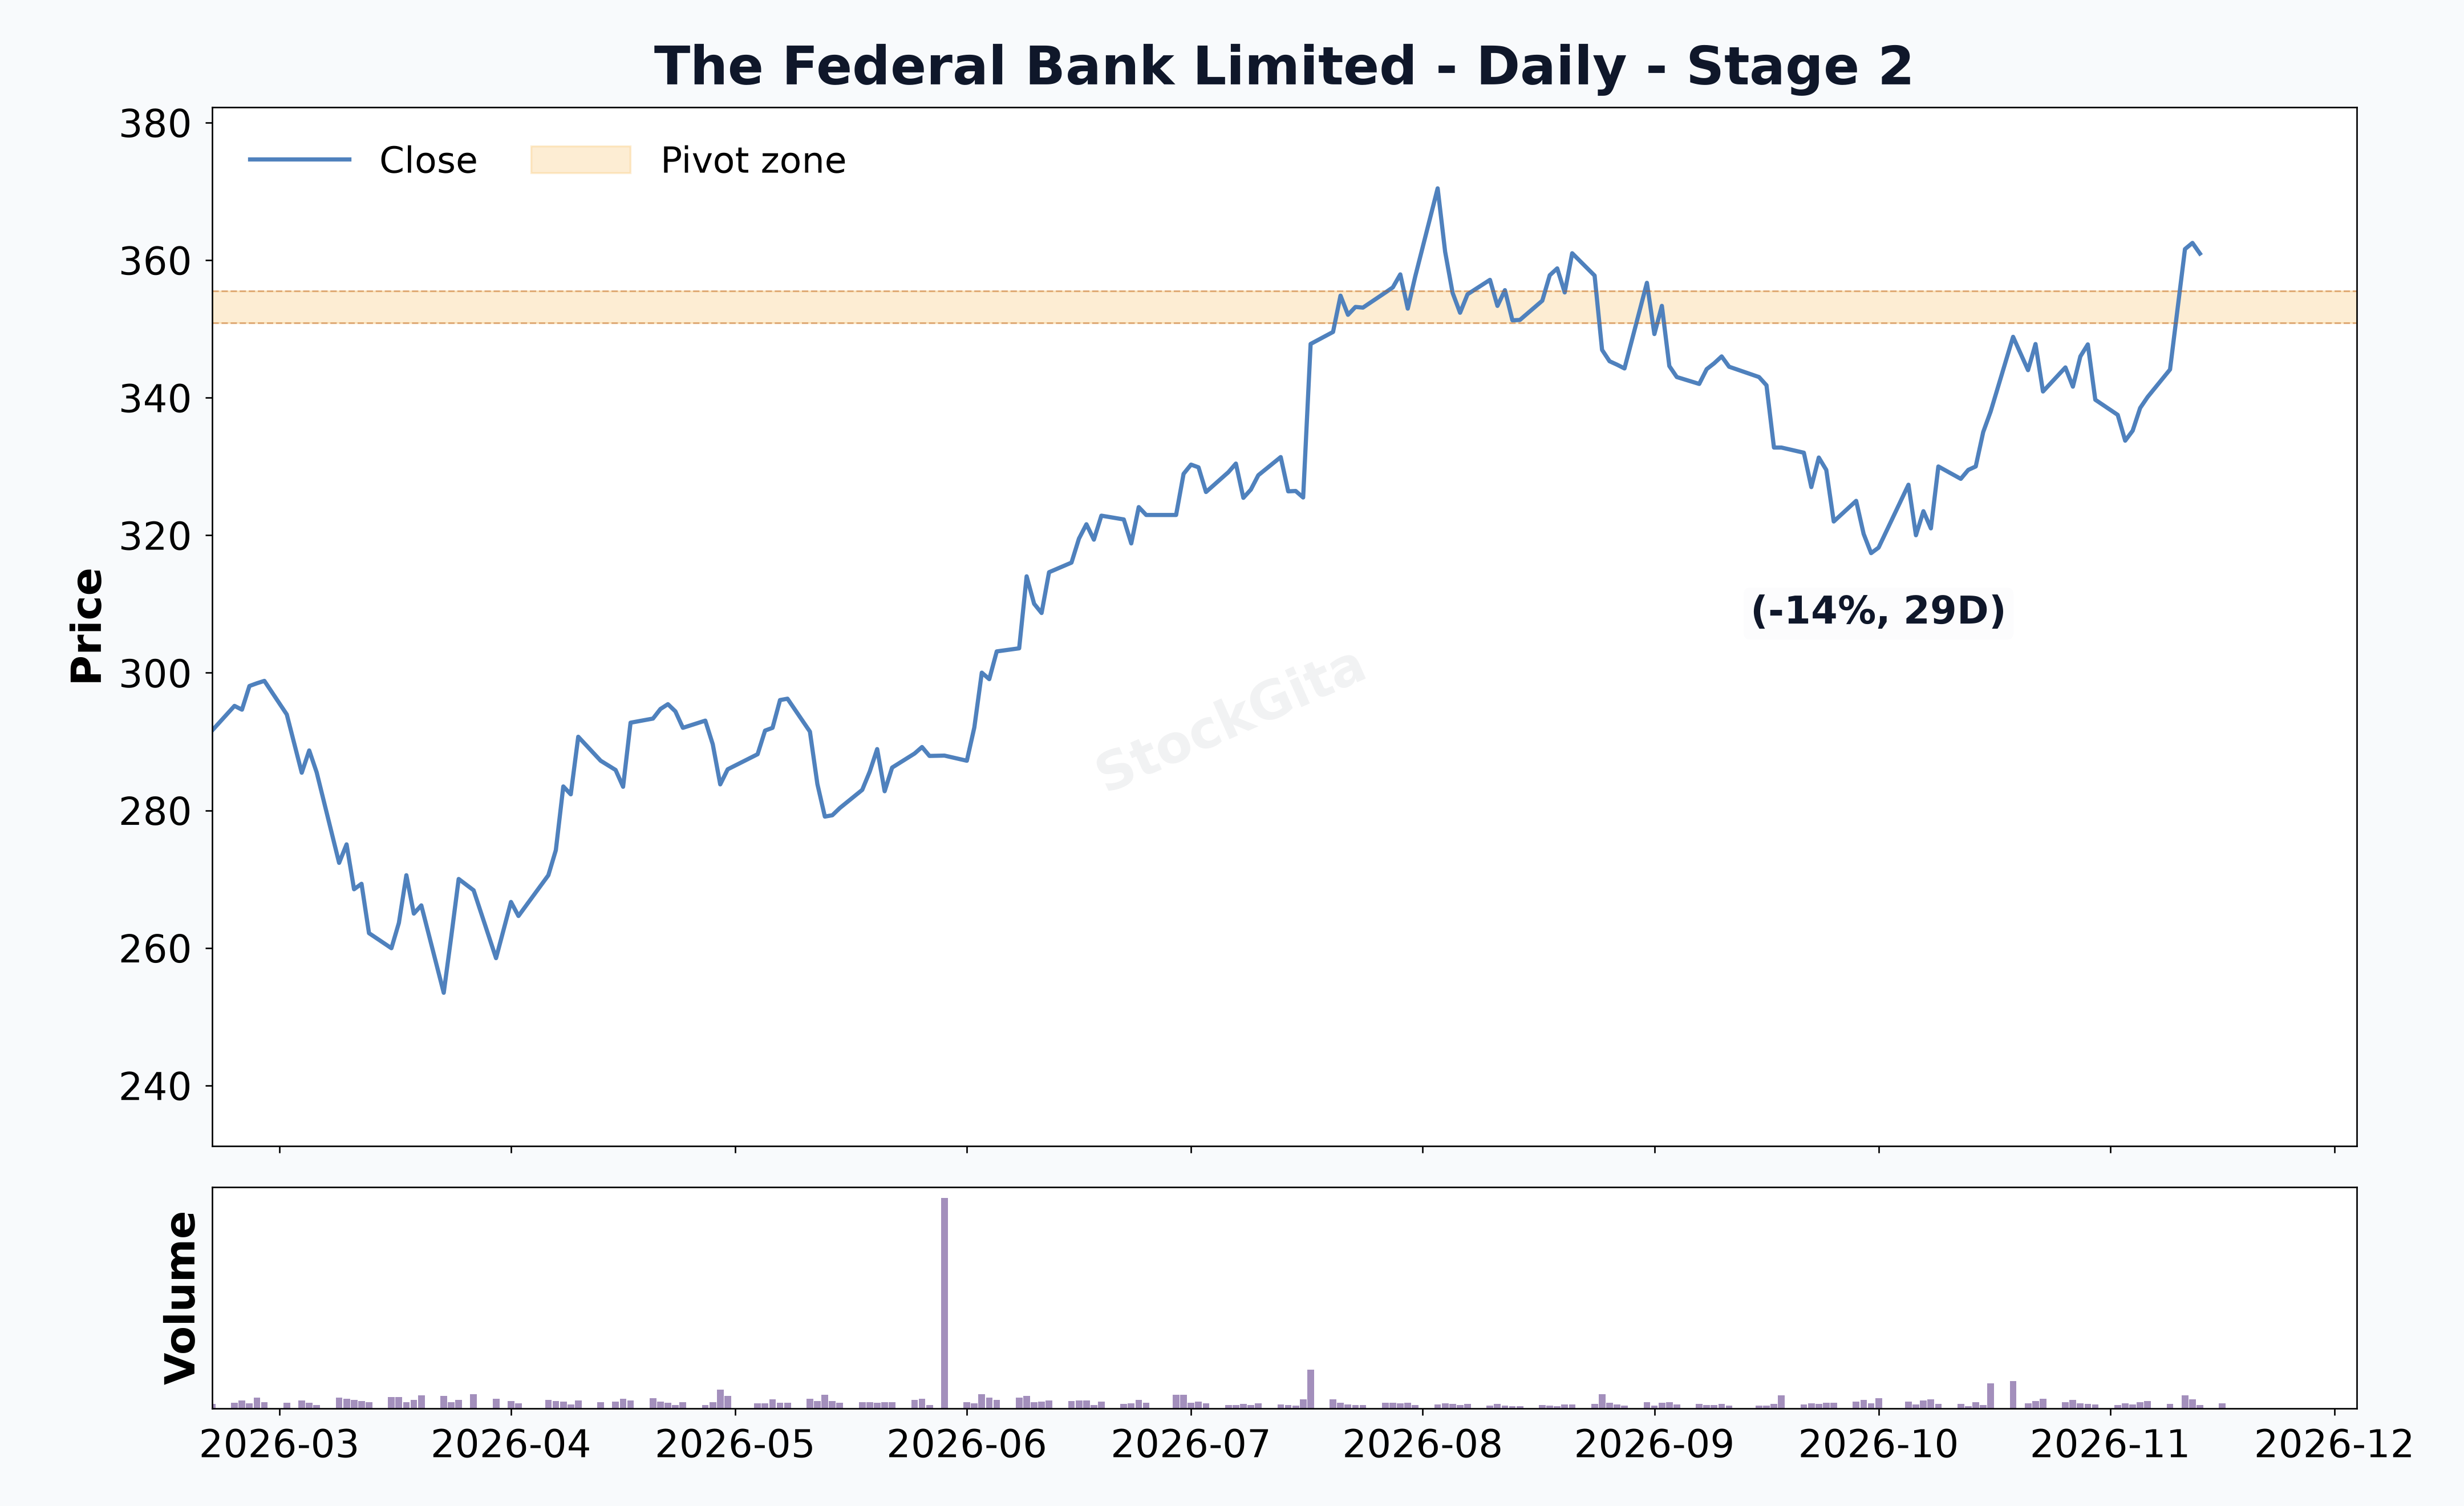 The Federal Bank Limited - Daily - Stage 2
Close
Pivot zone
Price
380
360
340
320
300
280
260
240
(-14%, 29D)
StockGita
Volume
2026-03
2026-04
2026-05
2026-06
2026-07
2026-08
2026-09
2026-10
2026-11
2026-12